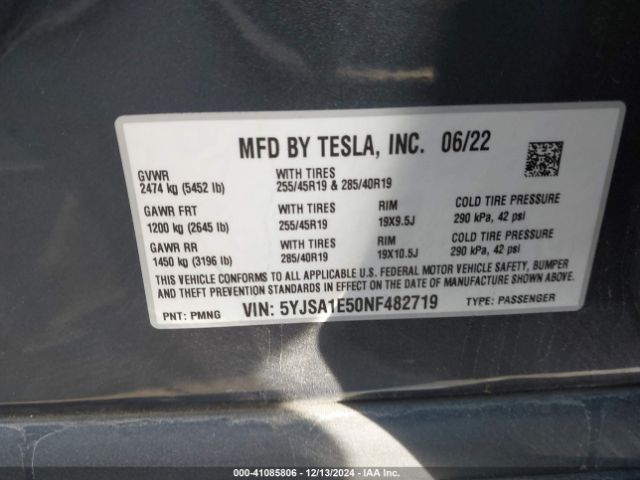 MFD BY TESLA, INC. 06/22
GVWR
2474 kg (5452 lb)
WITH TIRES
255/45R19 & 285/40R19
GAWR FRT
1200 kg (2645 lb)
WITH TIRES
255/45R19
RIM
19X9.5J
COLD TIRE PRESSURE
290 kPa, 42 psi
GAWR RR
1450 kg (3196 lb)
WITH TIRES
285/40R19
RIM
19X10.5J
COLD TIRE PRESSURE
290 kPa, 42 psi
THIS VEHICLE CONFORMS TO ALL APPLICABLE U.S. FEDERAL MOTOR VEHICLE SAFETY, BUMPER
AND THEFT PREVENTION STANDARDS IN EFFECT ON THE DATE OF MANUFACTURE SHOWN ABOVE.
PNT: PMNG VIN: 5YJSA1E50NF482719 TYPE: PASSENGER
12-41085806 - 12/13/2024 - IAA Inc.